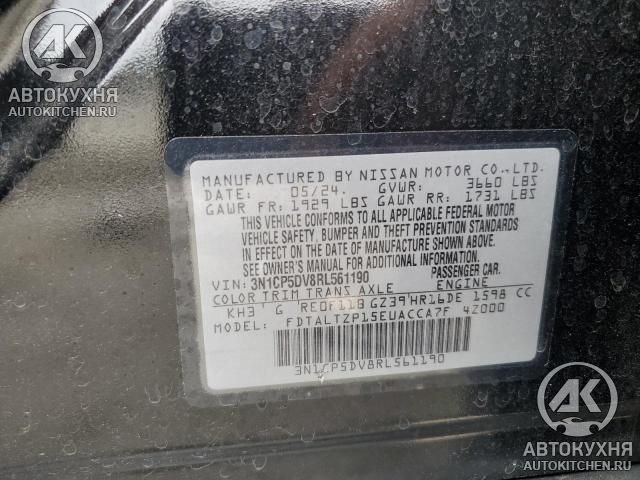 АК
АВТОКУХНЯ
AUTOKITCHEN.RU
MANUFACTURED BY NISSAN MOTOR CO.,LTD.
DATE: 05/24. GVWR: 3660 LBS
GAWR FR: 1929 LBS GAWR RR: 1731 LBS
THIS VEHICLE CONFORMS TO ALL APPLICABLE FEDERAL MOTOR
VEHICLE SAFETY, BUMPER AND THEFT PREVENTION STANDARDS
IN EFFECT ON THE DATE OF MANUFACTURE SHOWN ABOVE.
SEE OWNER'S MANUAL FOR ADDITIONAL INFORMATION.
VIN: 3N1CP5DV8RL561190 PASSENGER CAR.
COLOR TRIM TRANS AXLE ENGINE
KH3 G RE0F11B GZ39 HR16DE 1598 CC
MODEL: FDTALTZP15EUACCA7F 42000
3N1CP5DV8RL561190
АК
АВТОКУХНЯ
AUTOKITCHEN.RU